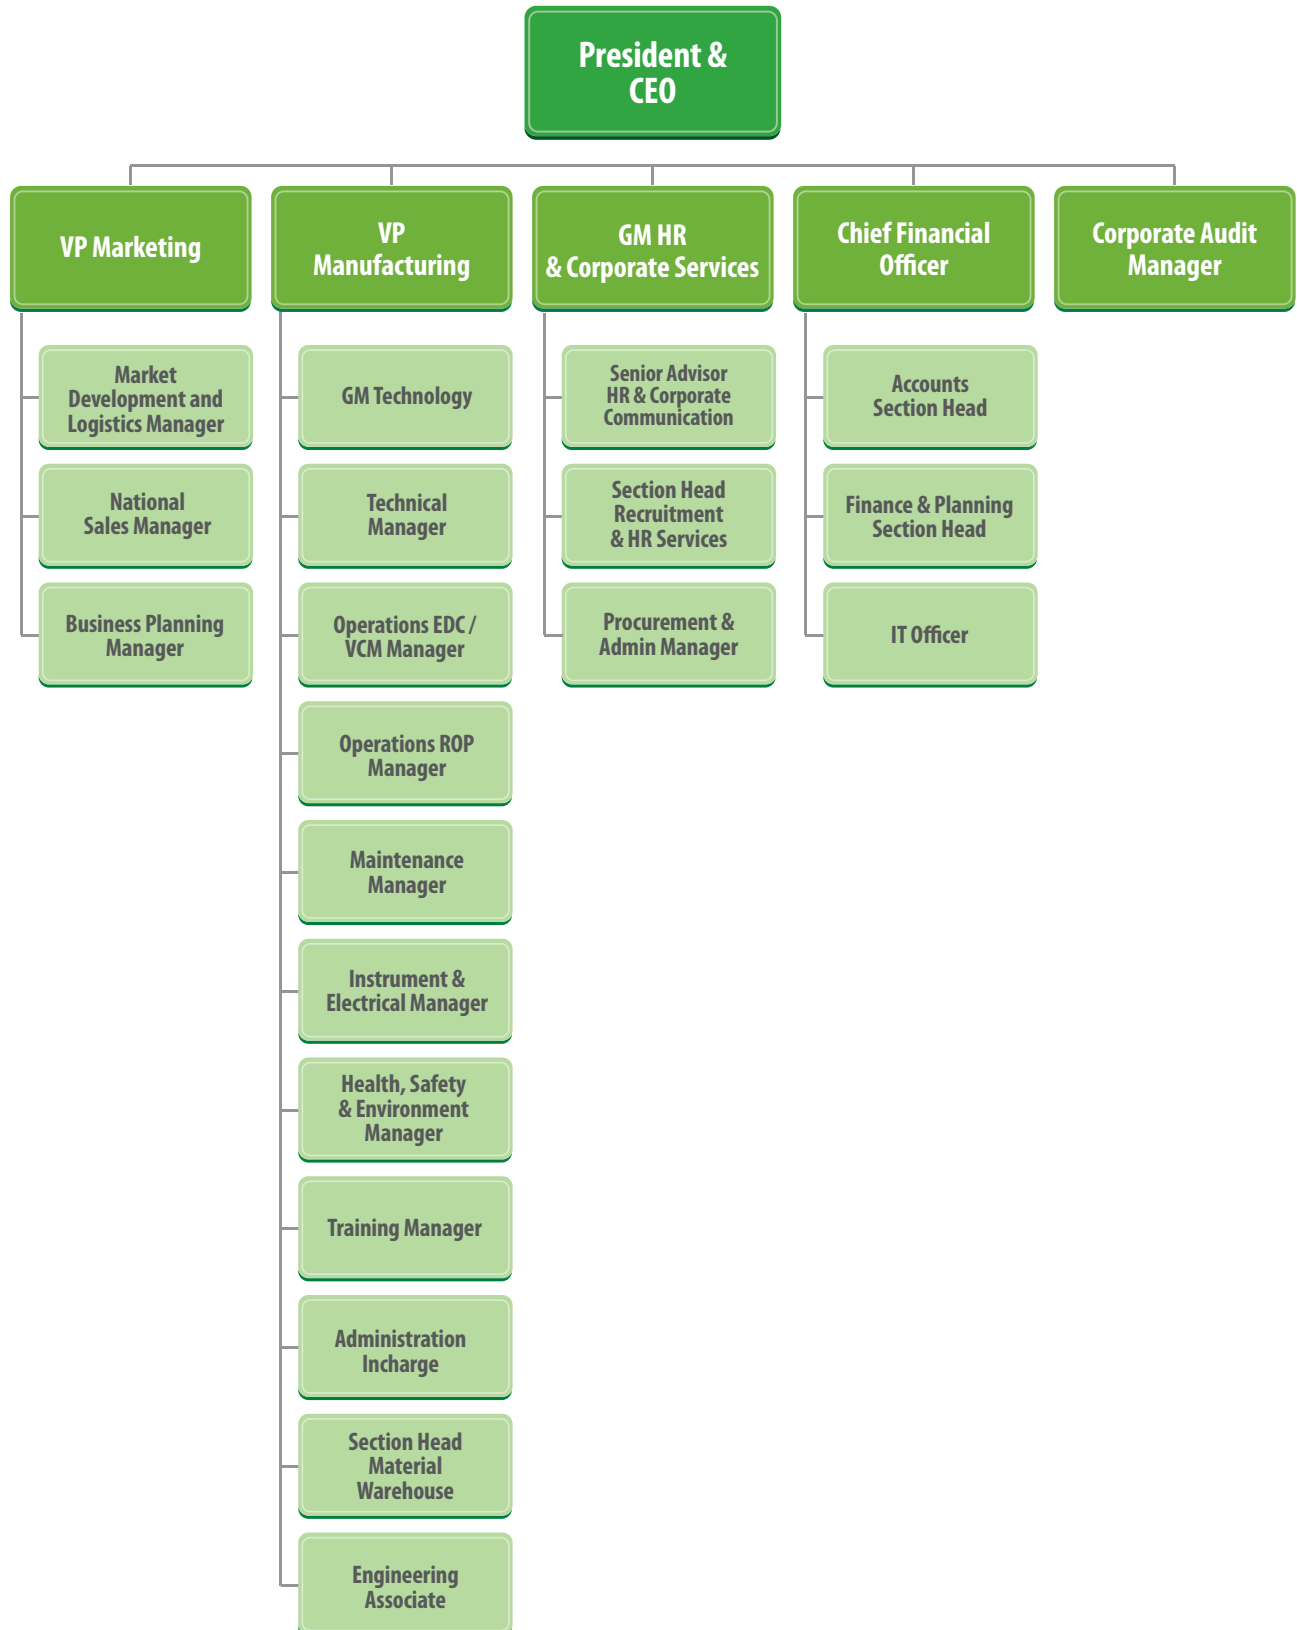 President &
CEO
VP Marketing
VP
Manufacturing
GM HR
& Corporate Services
Chief Financial
Officer
Corporate Audit
Manager
Market
Development and
Logistics Manager
National
Sales Manager
Business Planning
Manager
GM Technology
Technical
Manager
Operations EDC /
VCM Manager
Operations ROP
Manager
Maintenance
Manager
Instrument &
Electrical Manager
Health, Safety
& Environment
Manager
Training Manager
Administration
Incharge
Section Head
Material
Warehouse
Engineering
Associate
Senior Advisor
HR & Corporate
Communication
Section Head
Recruitment
& HR Services
Procurement &
Admin Manager
Accounts
Section Head
Finance & Planning
Section Head
IT Officer